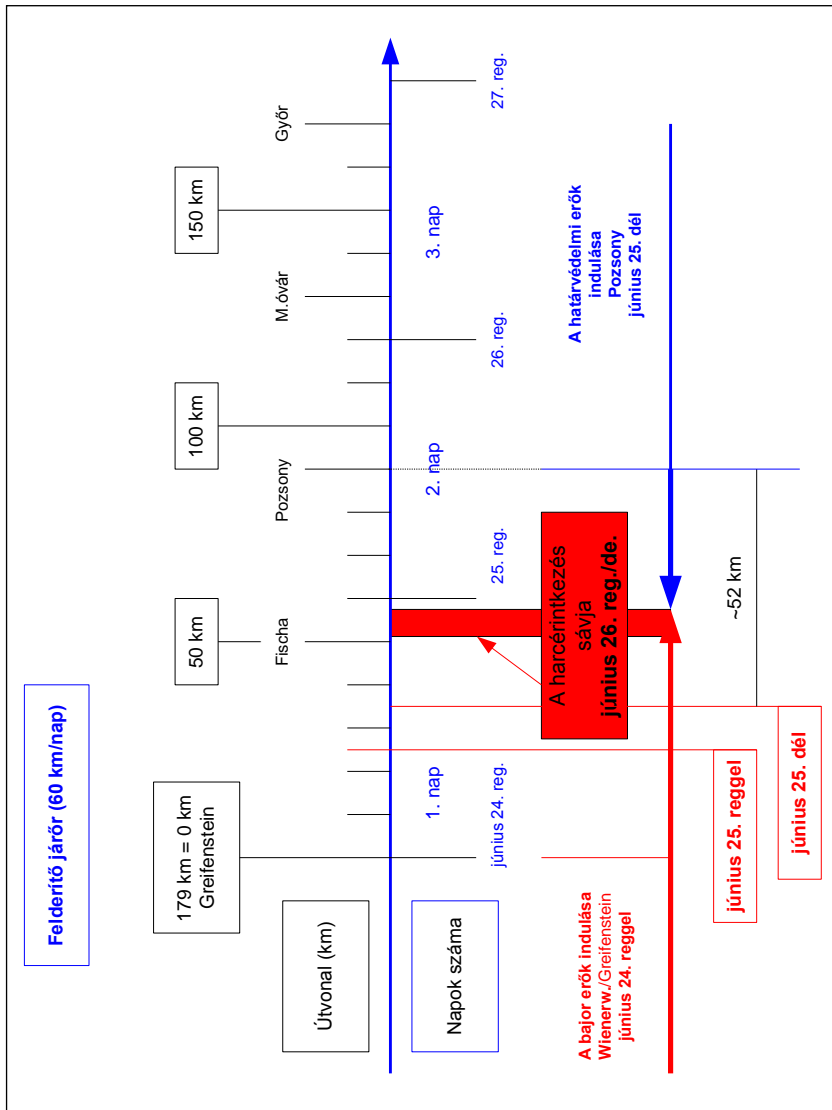 Felderítő járőr (60 km/nap)
179 km = 0 km
Greifenstein
50 km
100 km
150 km
Fischa
Pozsony
M.óvár
Győr
Útvonal (km)
Napok száma
1. nap
2. nap
3. nap
június 24. reg.
25. reg.
26. reg.
27. reg.
A harcérintkezés
sávja
június 26. reg./de.
A bajor erők indulása
Wienerw./Greifenstein
június 24. reggel
A határvédelmi erők
indulása
Pozsony
június 25. dél
~52 km
június 25. reggel
június 25. dél